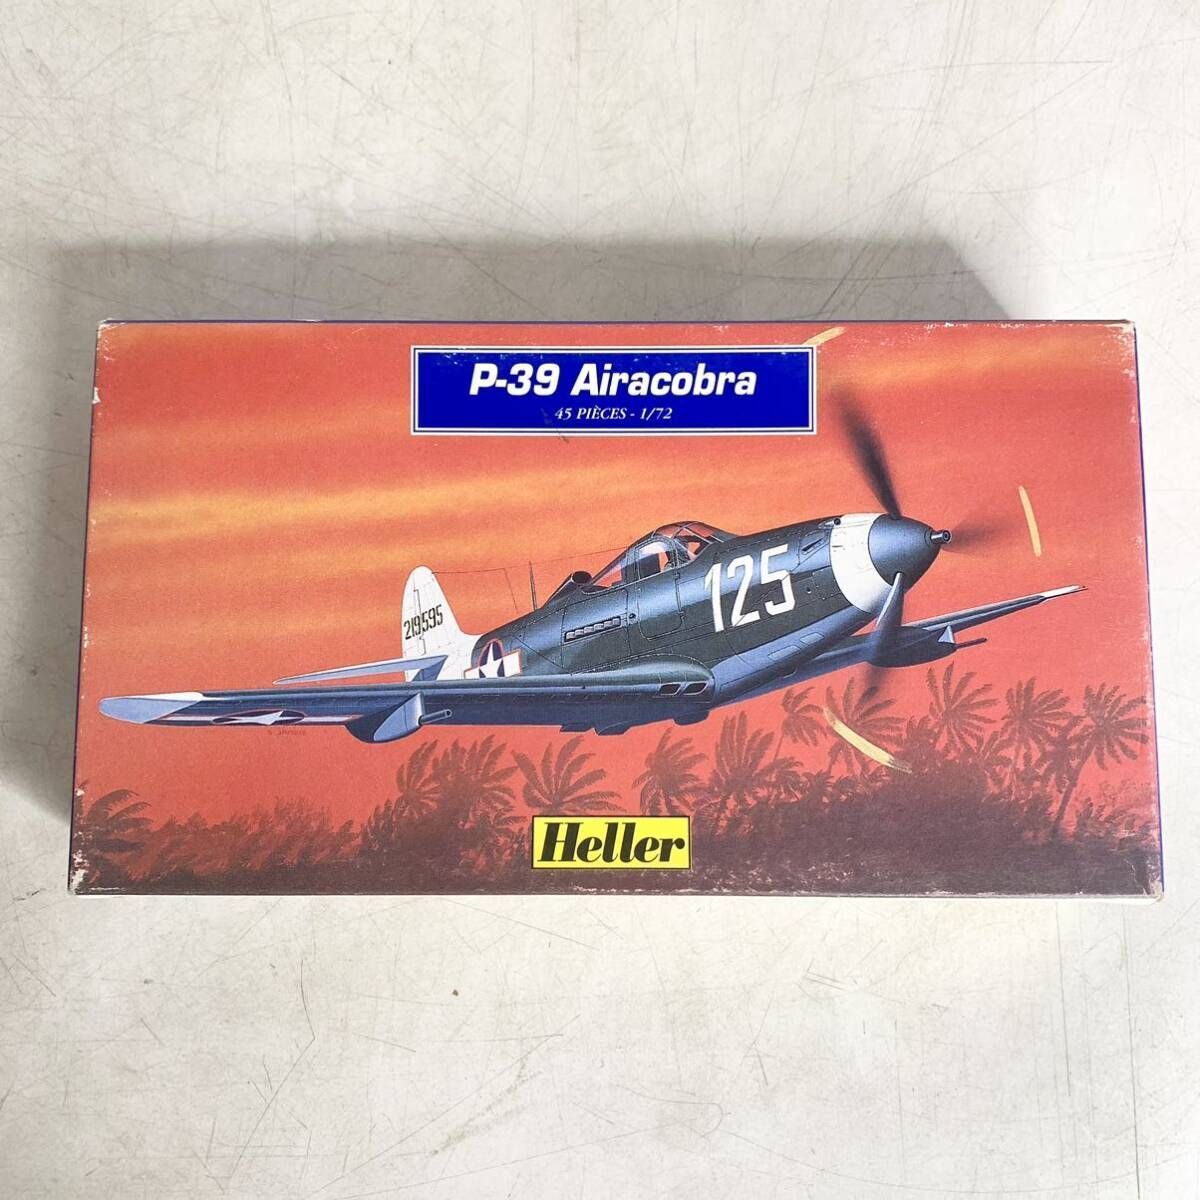 P-39 Airacobra
45 PIÈCES - 1/72
125
219595
Heller